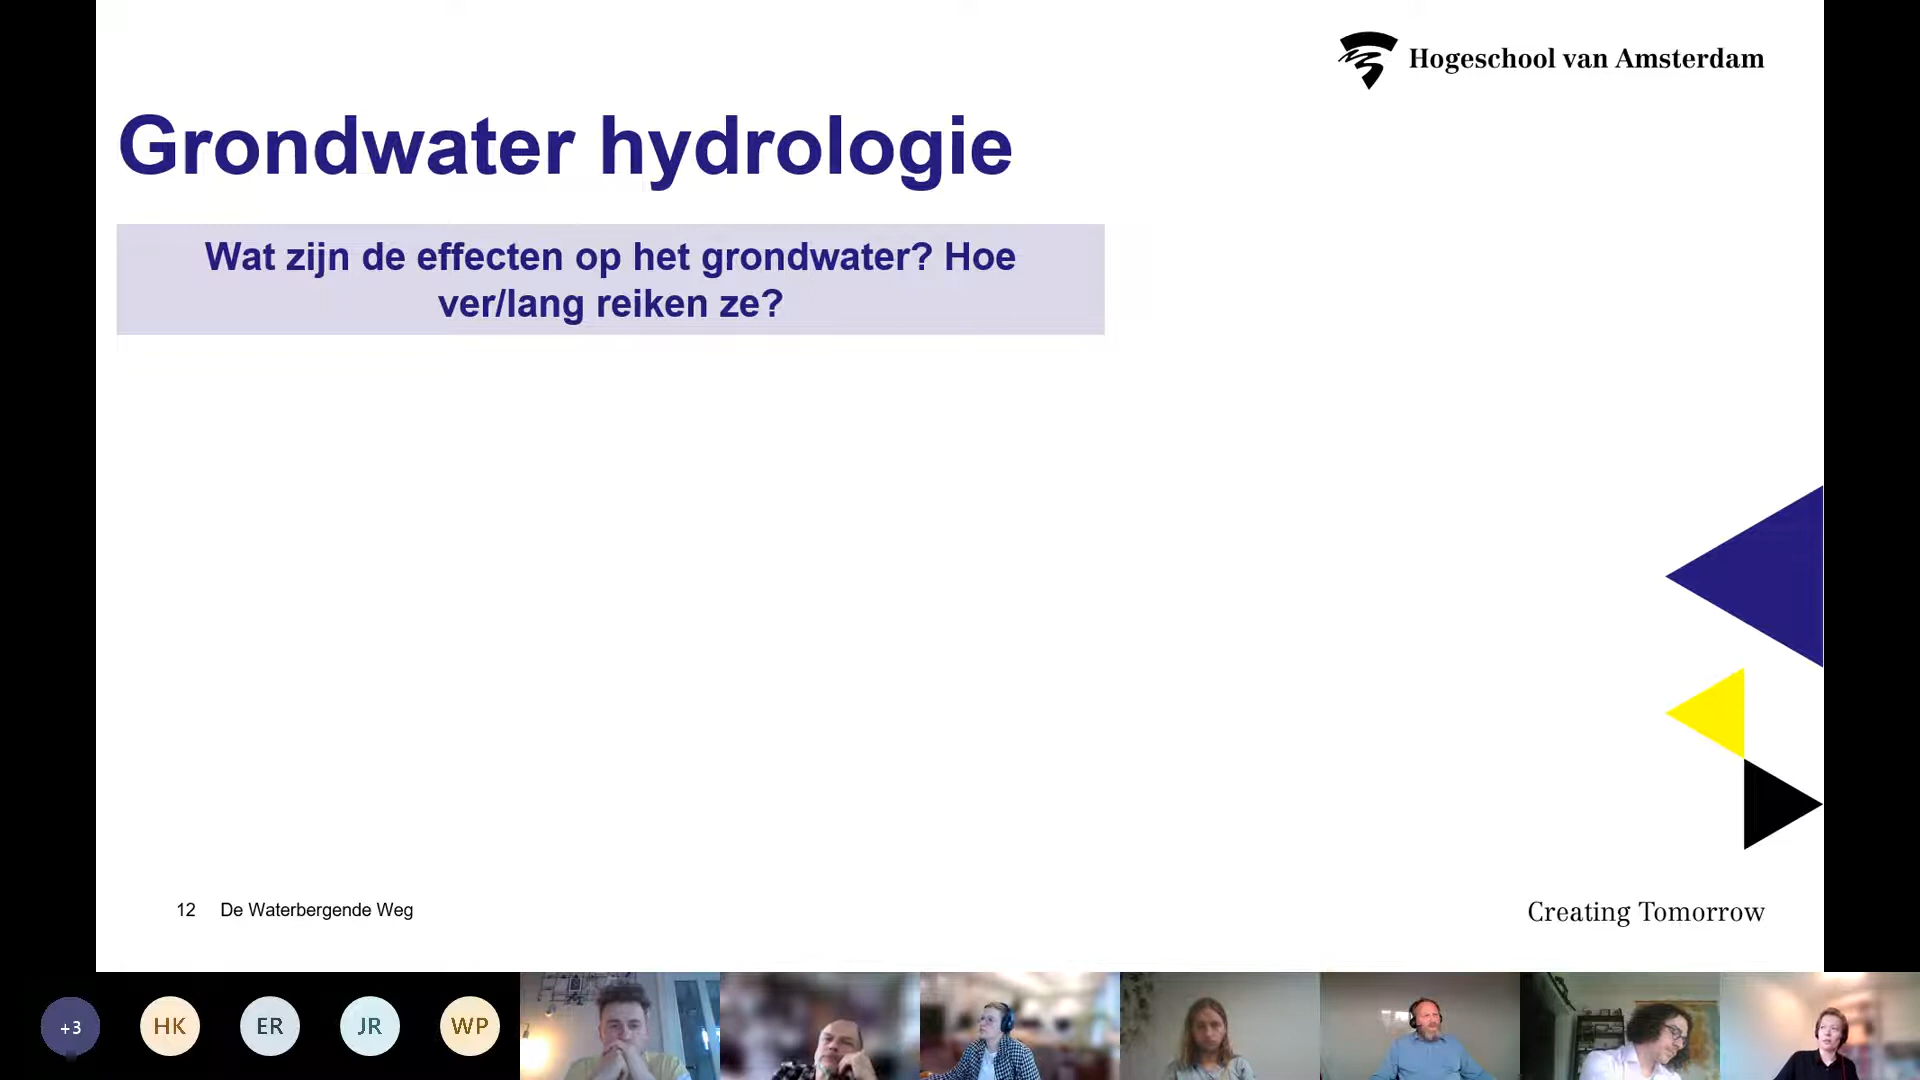 Hogeschool van Amsterdam
Grondwater hydrologie
Wat zijn de effecten op het grondwater? Hoe
ver/lang reiken ze?
12 De Waterbergende Weg
Creating Tomorrow
+3 HK ER JR WP